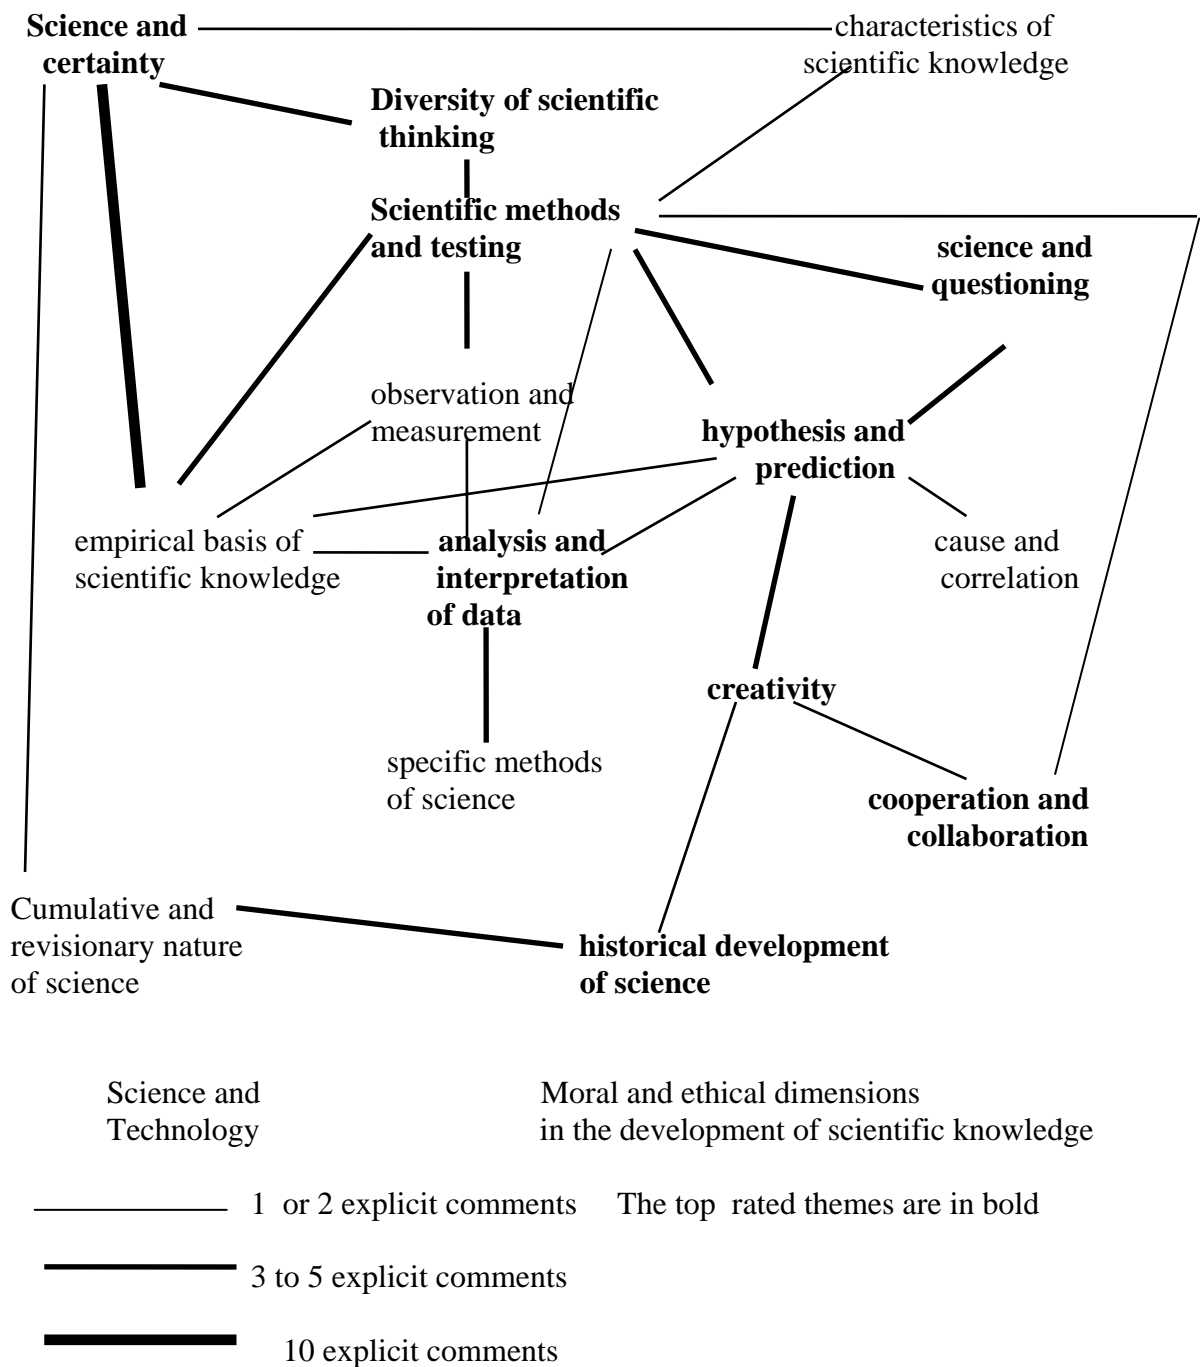 Science and
certainty
characteristics of
scientific knowledge
Diversity of scientific
thinking
Scientific methods
and testing
science and
questioning
observation and
measurement
hypothesis and
prediction
empirical basis of
scientific knowledge
analysis and
interpretation
of data
cause and
correlation
creativity
specific methods
of science
cooperation and
collaboration
Cumulative and
revisionary nature
of science
historical development
of science
Science and
Technology
Moral and ethical dimensions
in the development of scientific knowledge
1 or 2 explicit comments
The top rated themes are in bold
3 to 5 explicit comments
10 explicit comments